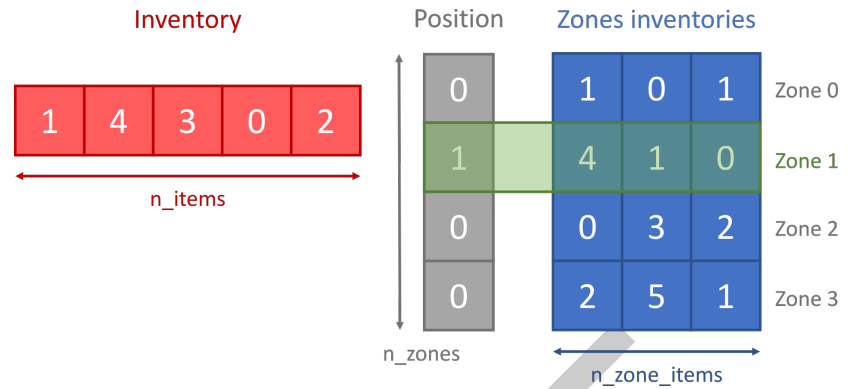 Inventory
Position
Zones inventories
1 4 3 0 2
n_items
0 1 0 1 Zone 0
1 4 1 0 Zone 1
0 0 3 2 Zone 2
0 2 5 1 Zone 3
n_zones
n_zone_items